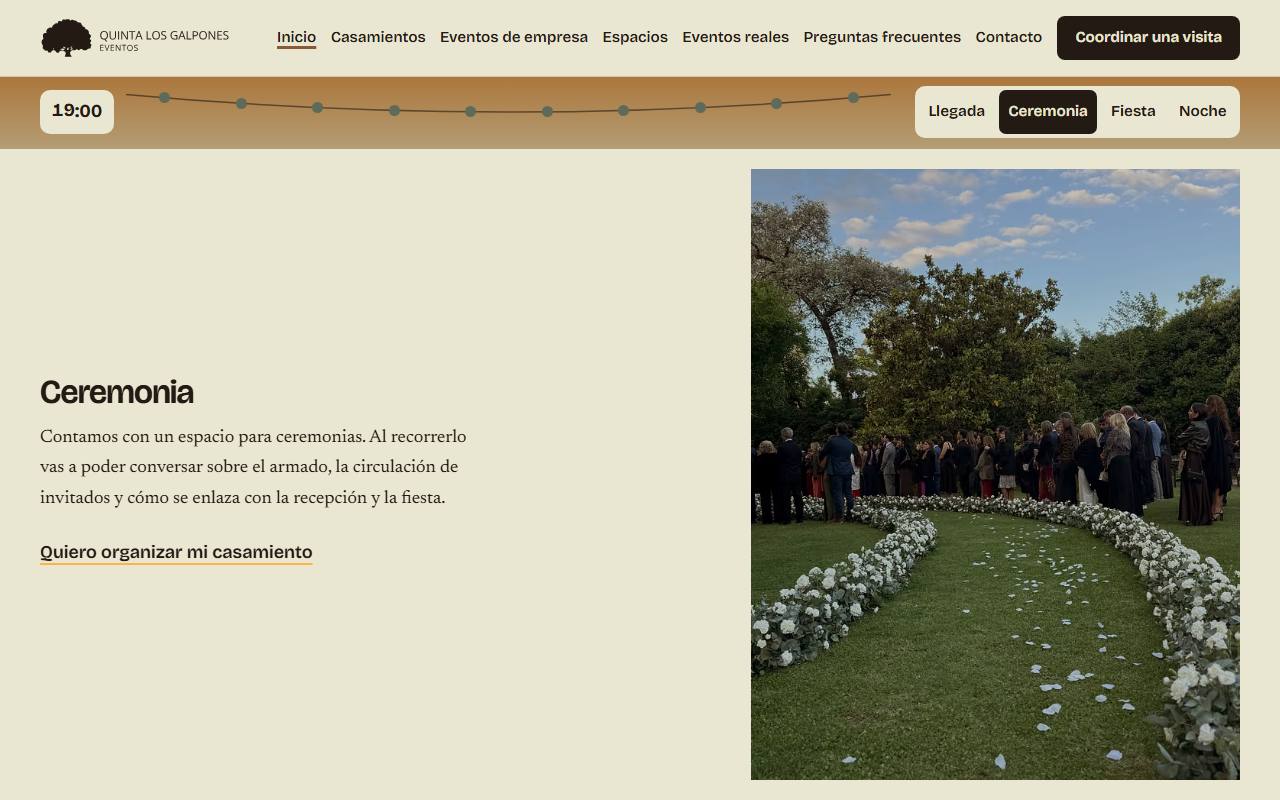 QUINTA LOS GALPONES
EVENTOS
Inicio Casamientos Eventos de empresa Espacios Eventos reales Preguntas frecuentes Contacto Coordinar una visita
19:00
Llegada Ceremonia Fiesta Noche
Ceremonia
Contamos con un espacio para ceremonias. Al recorrerlo
vas a poder conversar sobre el armado, la circulación de
invitados y cómo se enlaza con la recepción y la fiesta.
Quiero organizar mi casamiento